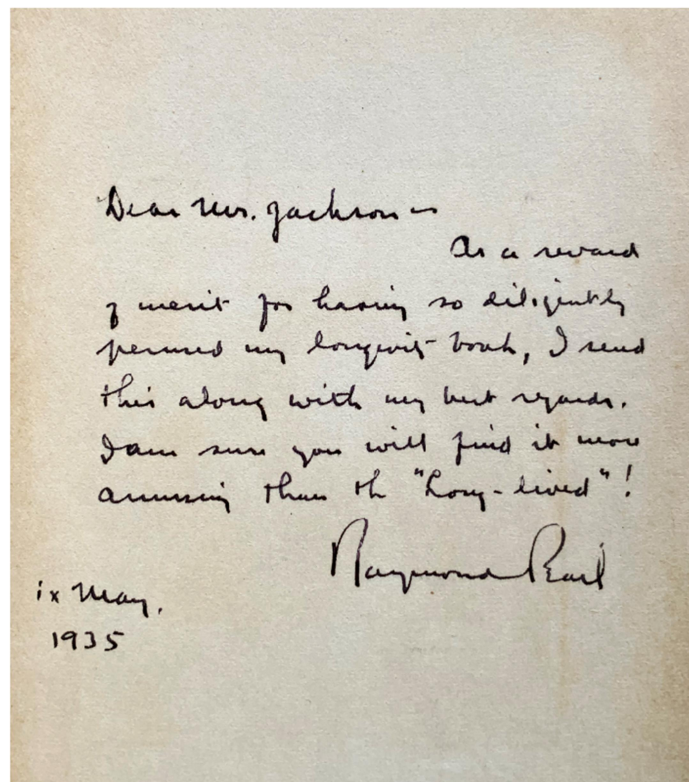 Dear Mrs. Jackson —
As a reward
of merit for having so diligently
perused my longevity book, I send
this along with my best regards.
I am sure you will find it more
amusing than the "Long-lived"!
Raymond Pearl
ix May.
1935